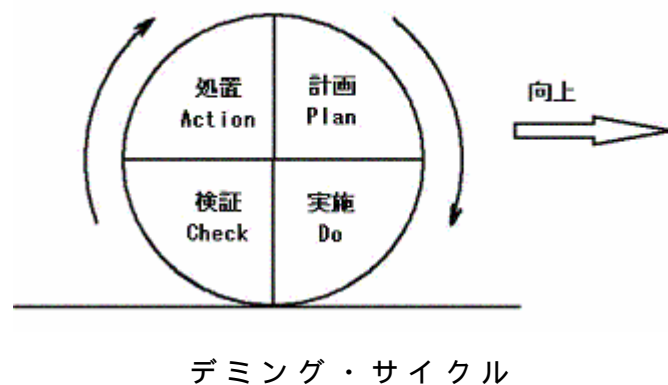 処置
Action
計画
Plan
向上
検証
Check
実施
Do
デミング・サイクル